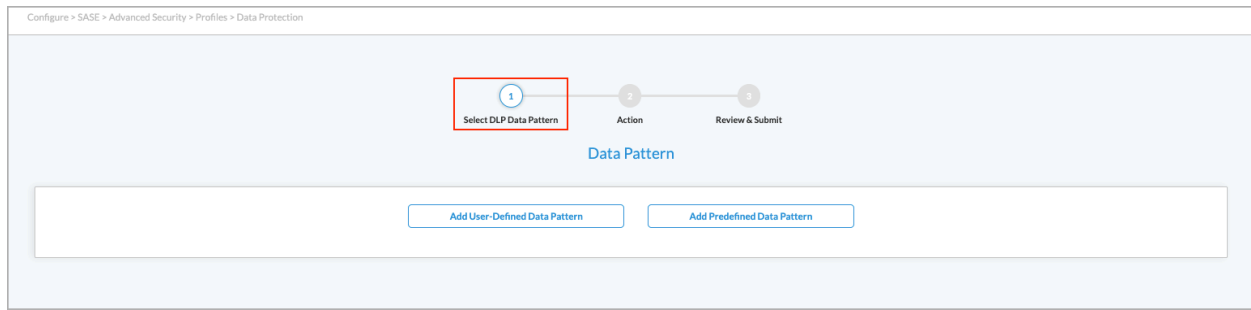 Configure > SASE > Advanced Security > Profiles > Data Protection
1 2 3
Select DLP Data Pattern Action Review & Submit
Data Pattern
Add User-Defined Data Pattern Add Predefined Data Pattern